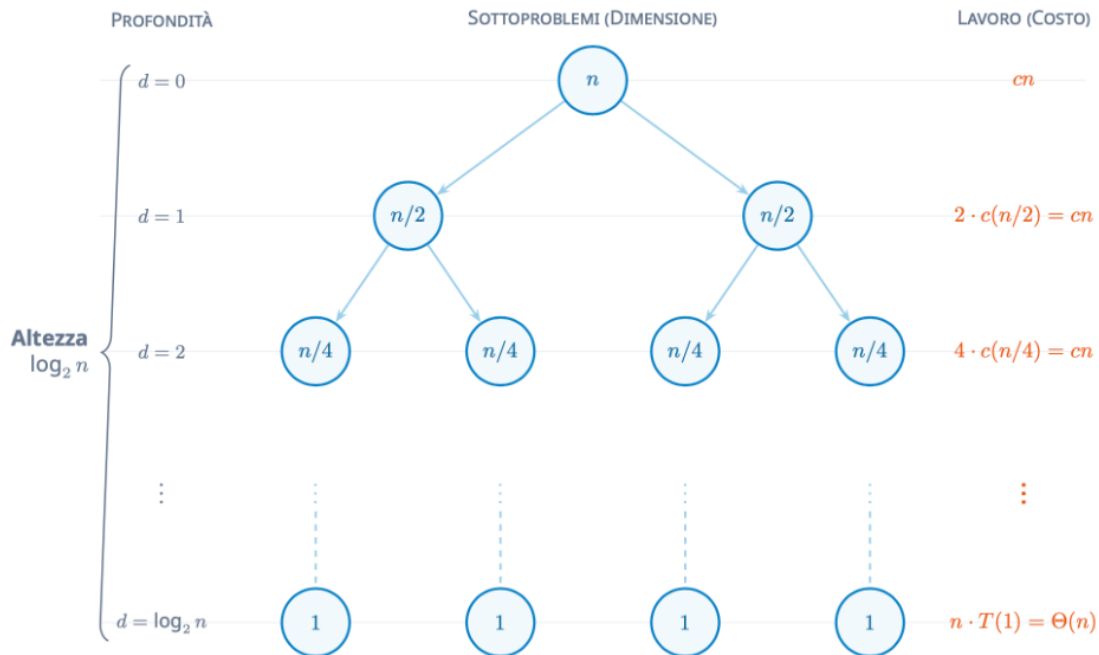 PROFONDITÀ SOTTOPROBLEMI (DIMENSIONE) LAVORO (COSTO)
d = 0 n cn
d = 1 n/2 n/2 2 · c(n/2) = cn
Altezza
log₂ n
d = 2 n/4 n/4 n/4 n/4 4 · c(n/4) = cn
⋮ ⋮ ⋮ ⋮ ⋮ ⋮
d = log₂ n 1 1 1 1 n · T(1) = Θ(n)